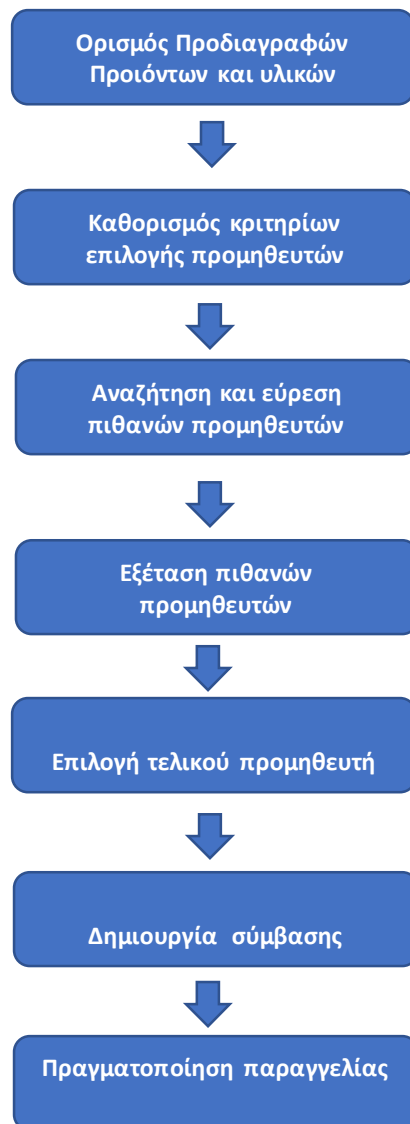 Ορισμός Προδιαγραφών
Προιόντων και υλικών
Καθορισμός κριτηρίων
επιλογής προμηθευτών
Αναζήτηση και εύρεση
πιθανών προμηθευτών
Εξέταση πιθανών
προμηθευτών
Επιλογή τελικού προμηθευτή
Δημιουργία σύμβασης
Πραγματοποίηση παραγγελίας